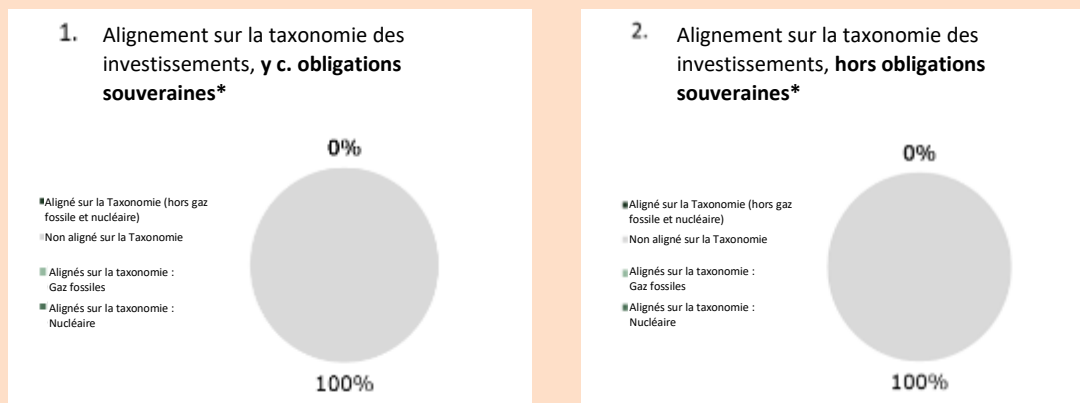 1. Alignement sur la taxonomie des
investissements, y c. obligations
souveraines*
0%
Aligné sur la Taxonomie (hors gaz
fossile et nucléaire)
Non aligné sur la Taxonomie
Alignés sur la taxonomie :
Gaz fossiles
Alignés sur la taxonomie :
Nucléaire
100%
2. Alignement sur la taxonomie des
investissements, hors obligations
souveraines*
0%
Aligné sur la Taxonomie (hors gaz
fossile et nucléaire)
Non aligné sur la Taxonomie
Alignés sur la taxonomie :
Gaz fossiles
Alignés sur la taxonomie :
Nucléaire
100%